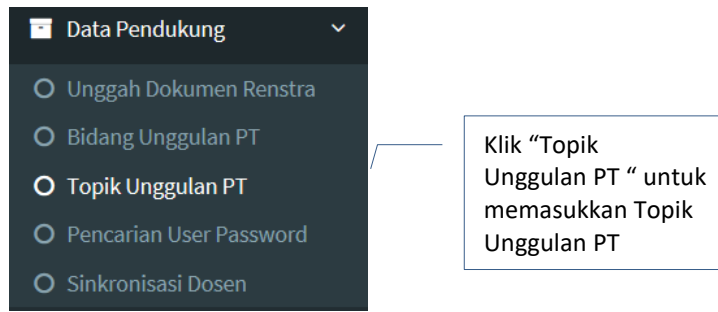 Data Pendukung
Unggah Dokumen Renstra
Bidang Unggulan PT
Topik Unggulan PT
Pencarian User Password
Sinkronisasi Dosen
Klik “Topik
Unggulan PT “ untuk
memasukkan Topik
Unggulan PT